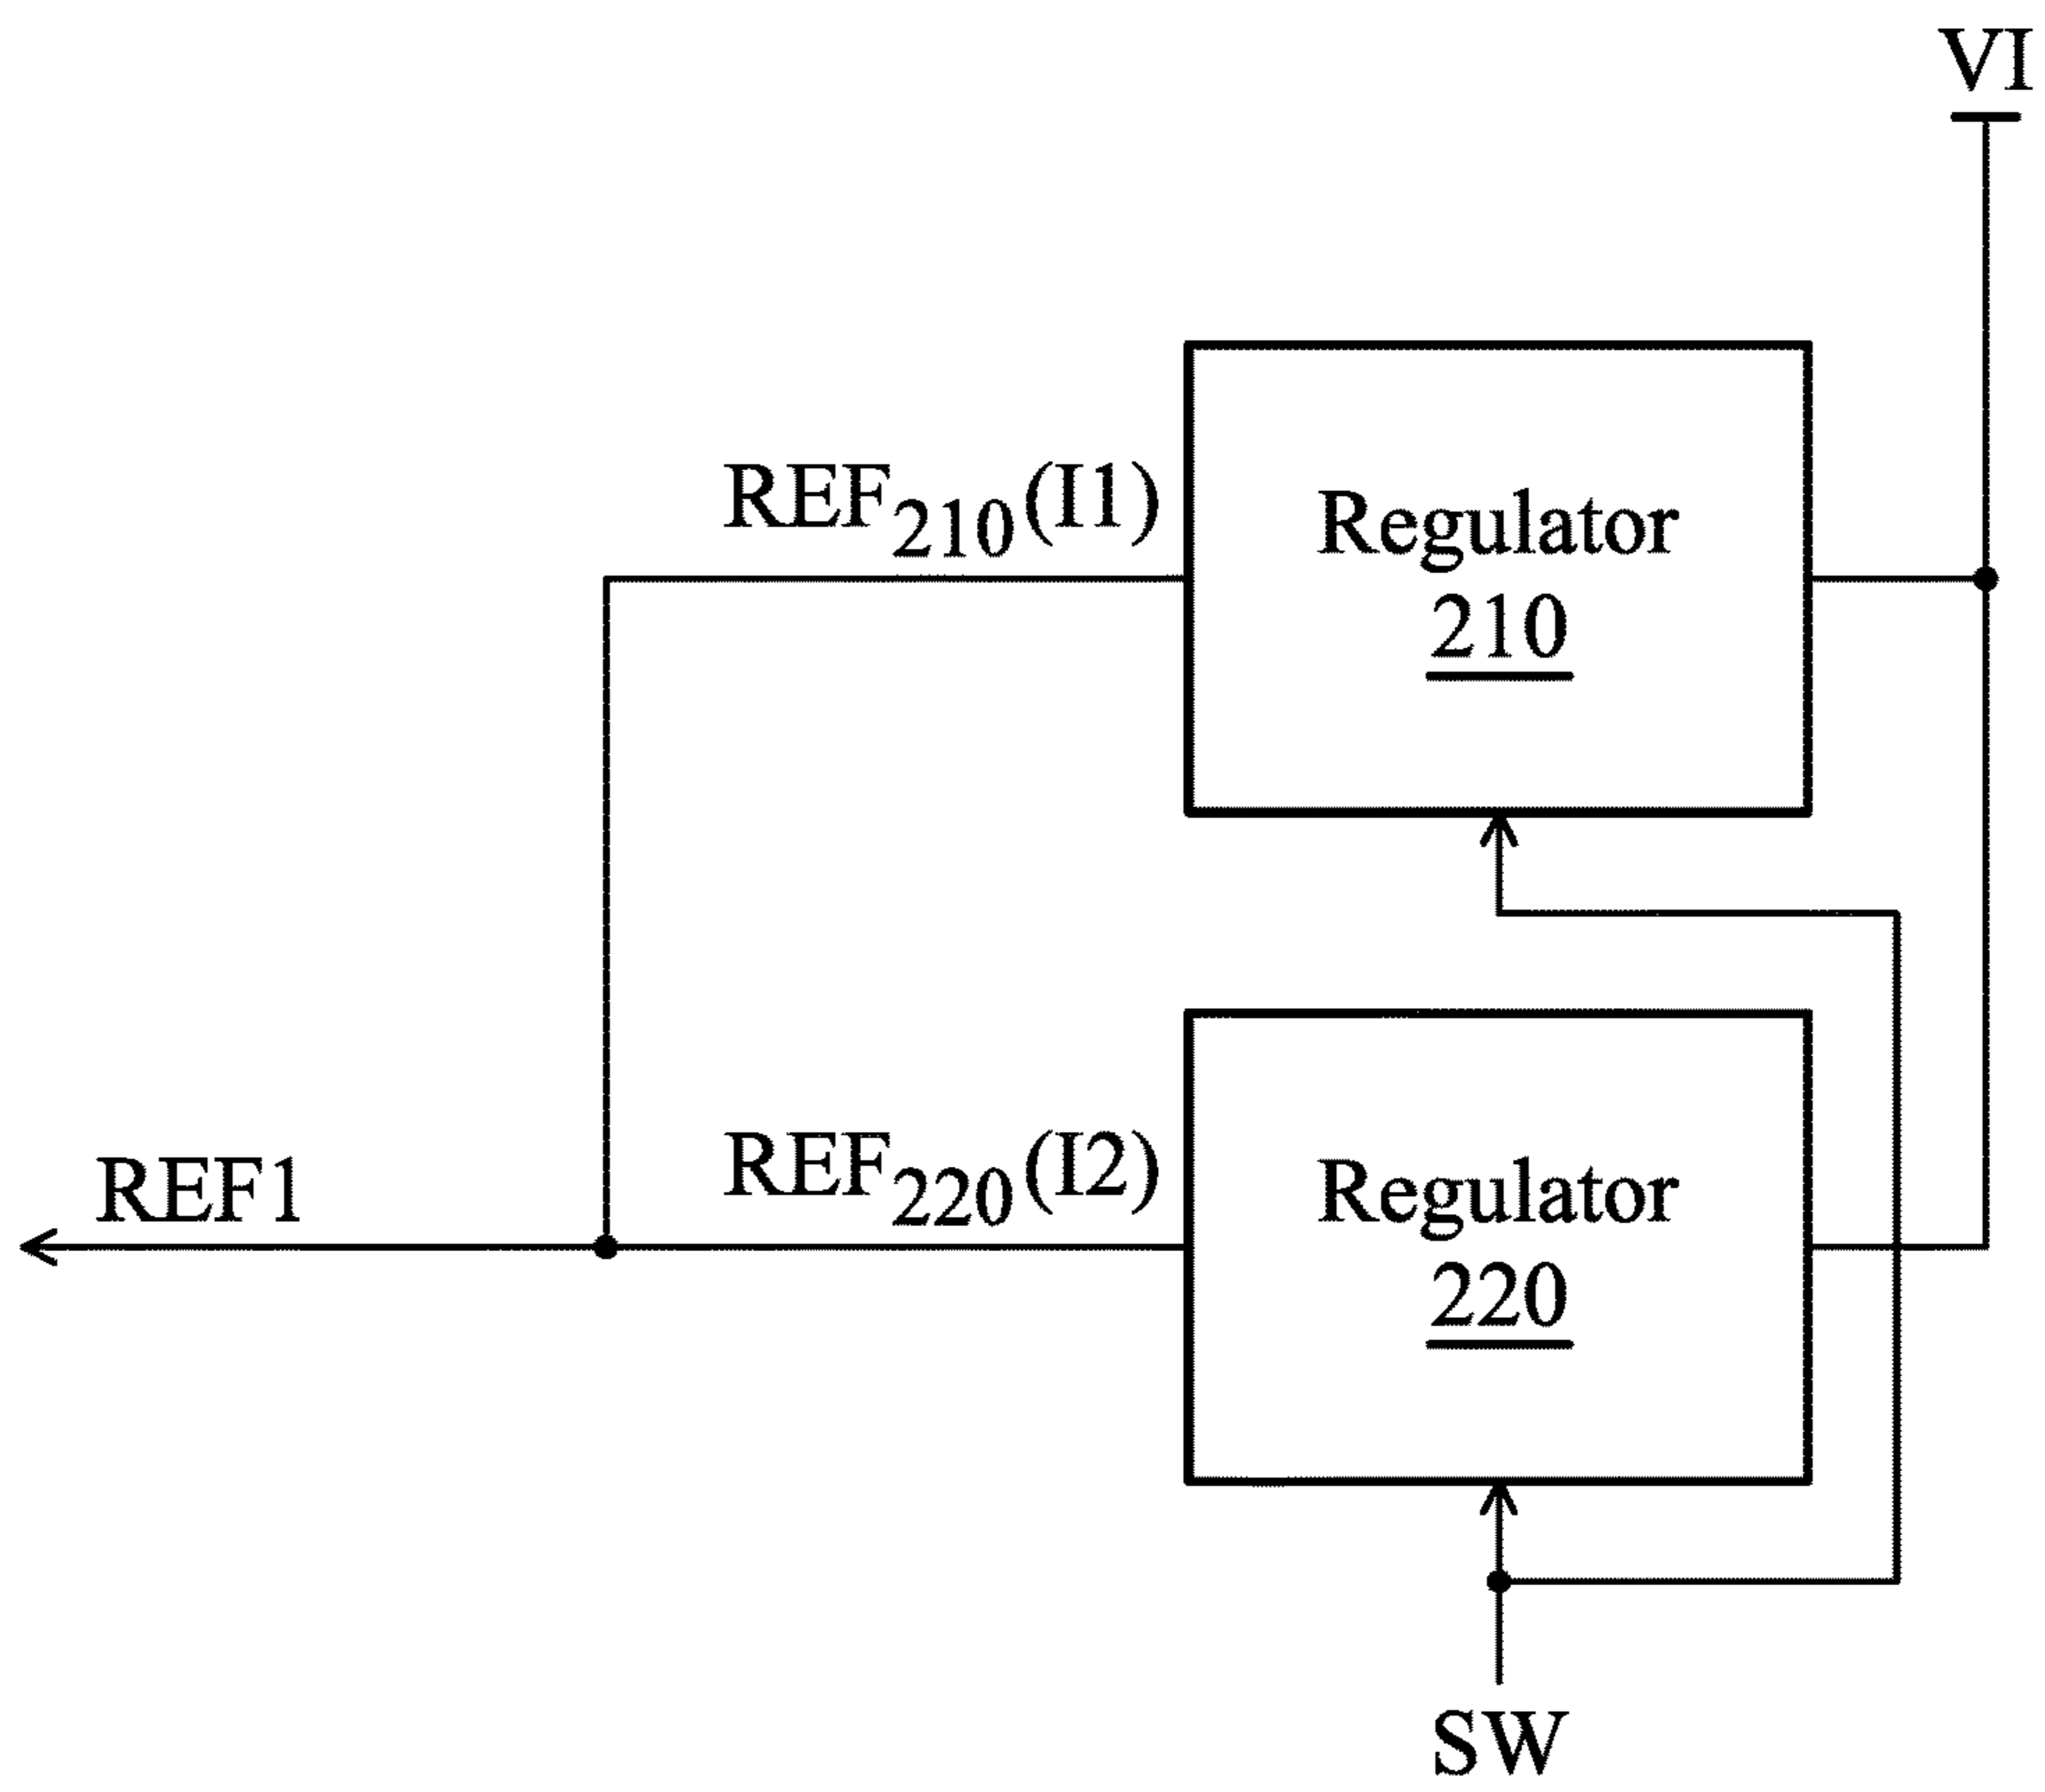 VI
REF210(I1)
Regulator
210
REF1
REF220(I2)
Regulator
220
SW